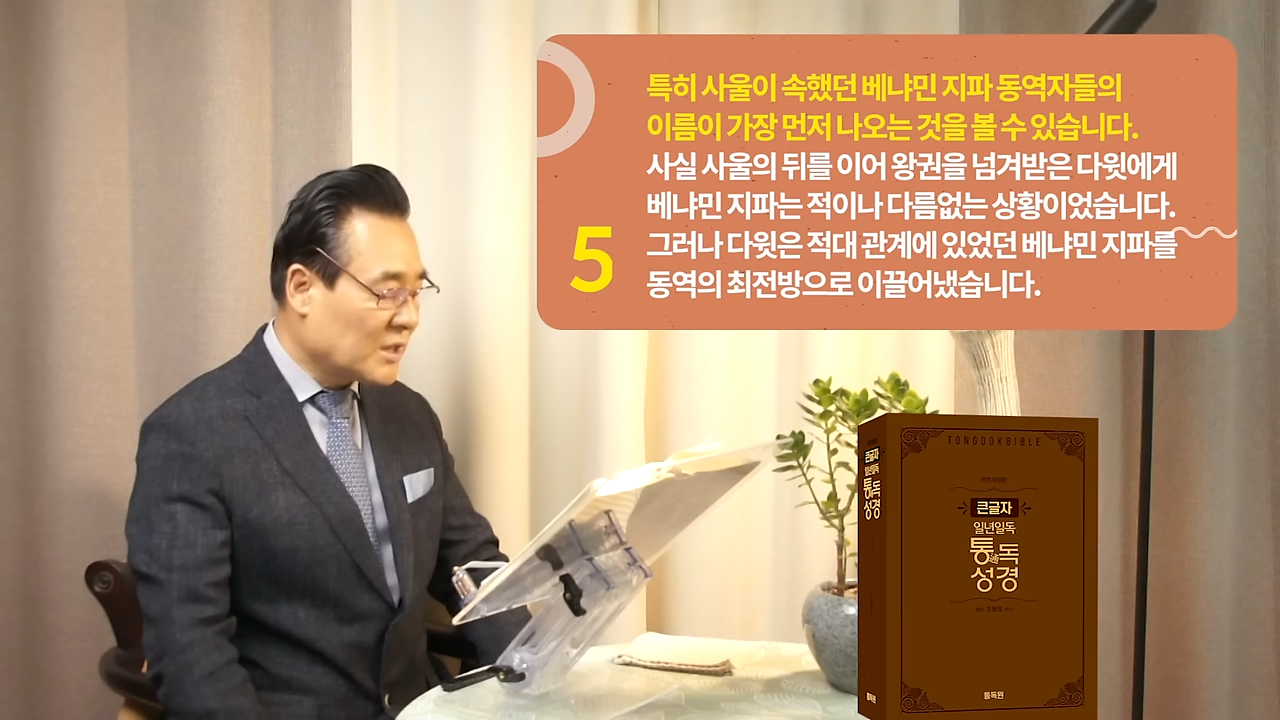 특히 사울이 속했던 베냐민 지파 동역자들의
이름이 가장 먼저 나오는 것을 볼 수 있습니다.
사실 사울의 뒤를 이어 왕권을 넘겨받은 다윗에게
베냐민 지파는 적이나 다름없는 상황이었습니다.
5
그러나 다윗은 적대 관계에 있었던 베냐민 지파를
동역의 최전방으로 이끌어냈습니다.
TONGDOKBIBLE
큰글자
일년일독
통독
성경
통독원
큰글자
일년일독
통독
성경
통독원